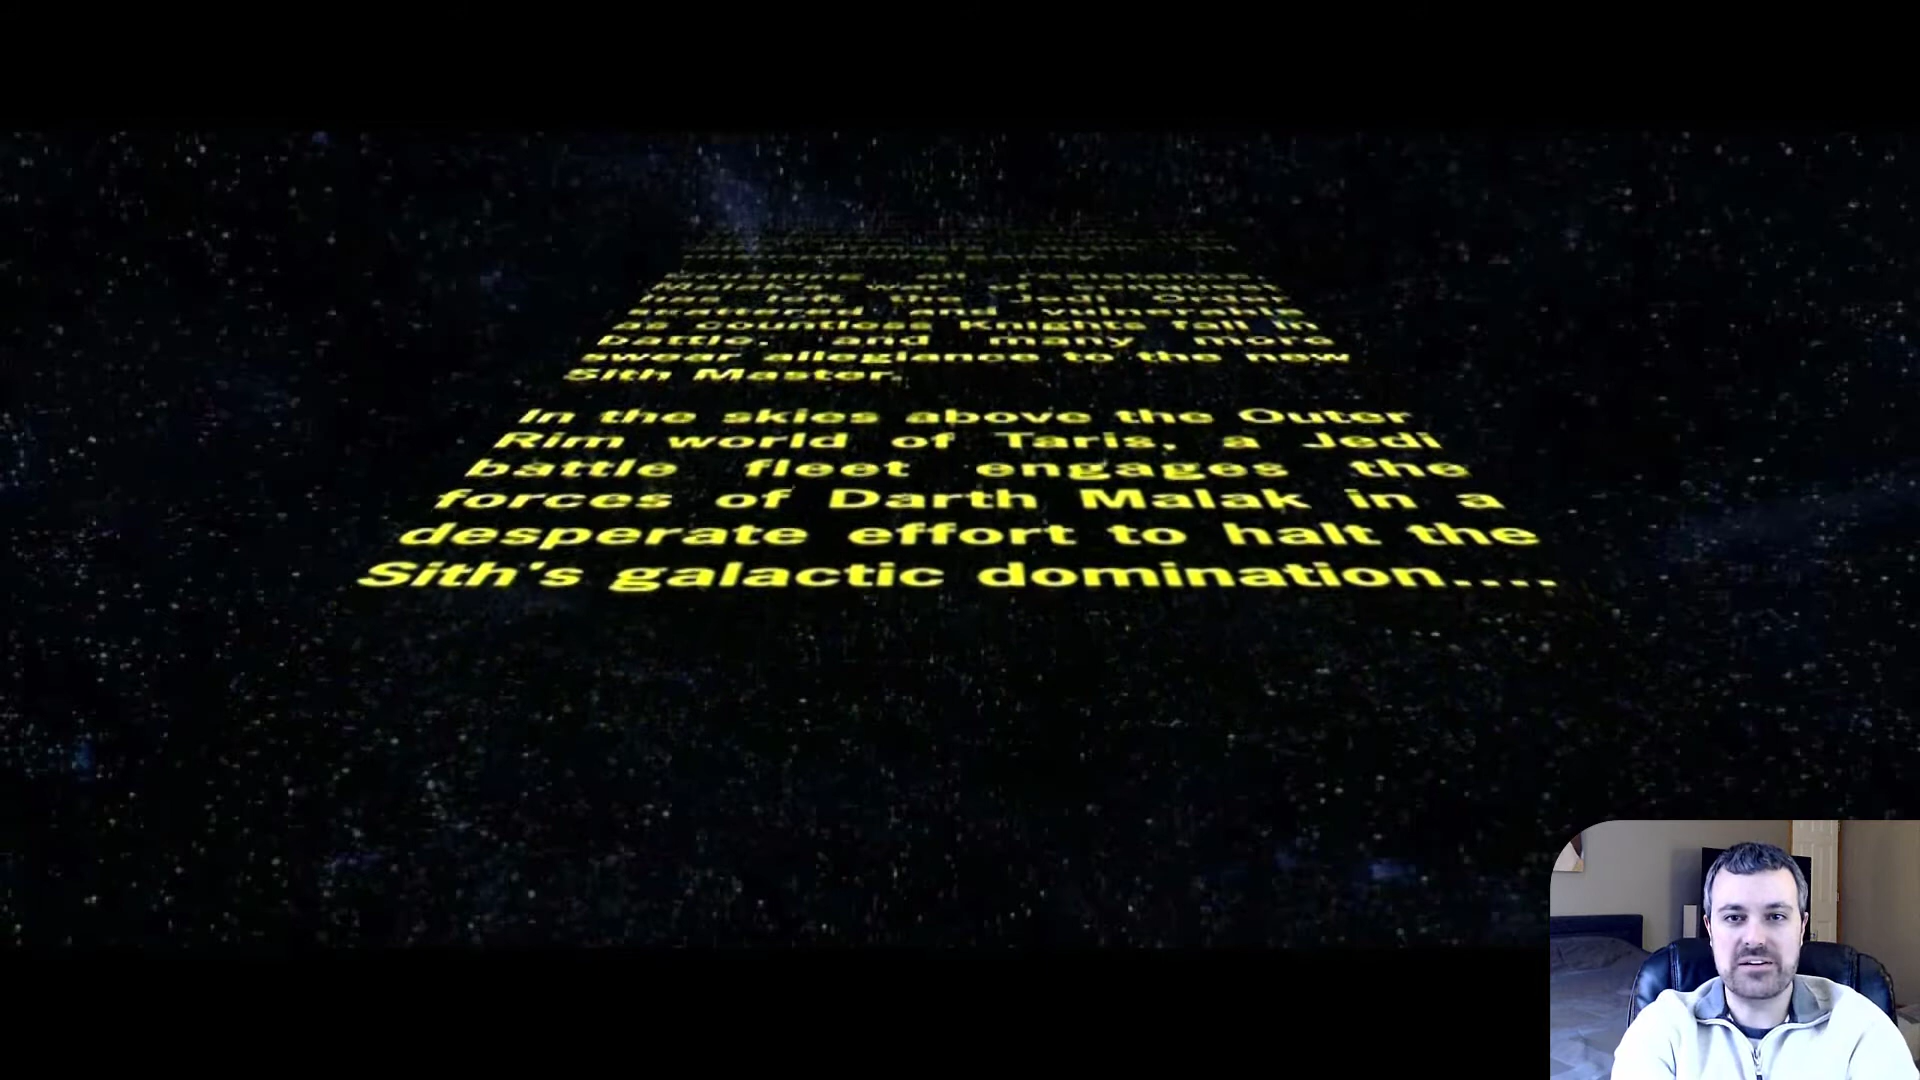 Crushing all resistance,
Malak's war of conquest
has left the Jedi Order
scattered and vulnerable
as countless Knights fall in
battle, and many more
swear allegiance to the new
Sith Master.
In the skies above the Outer
Rim world of Taris, a Jedi
battle fleet engages the
forces of Darth Malak in a
desperate effort to halt the
Sith's galactic domination....